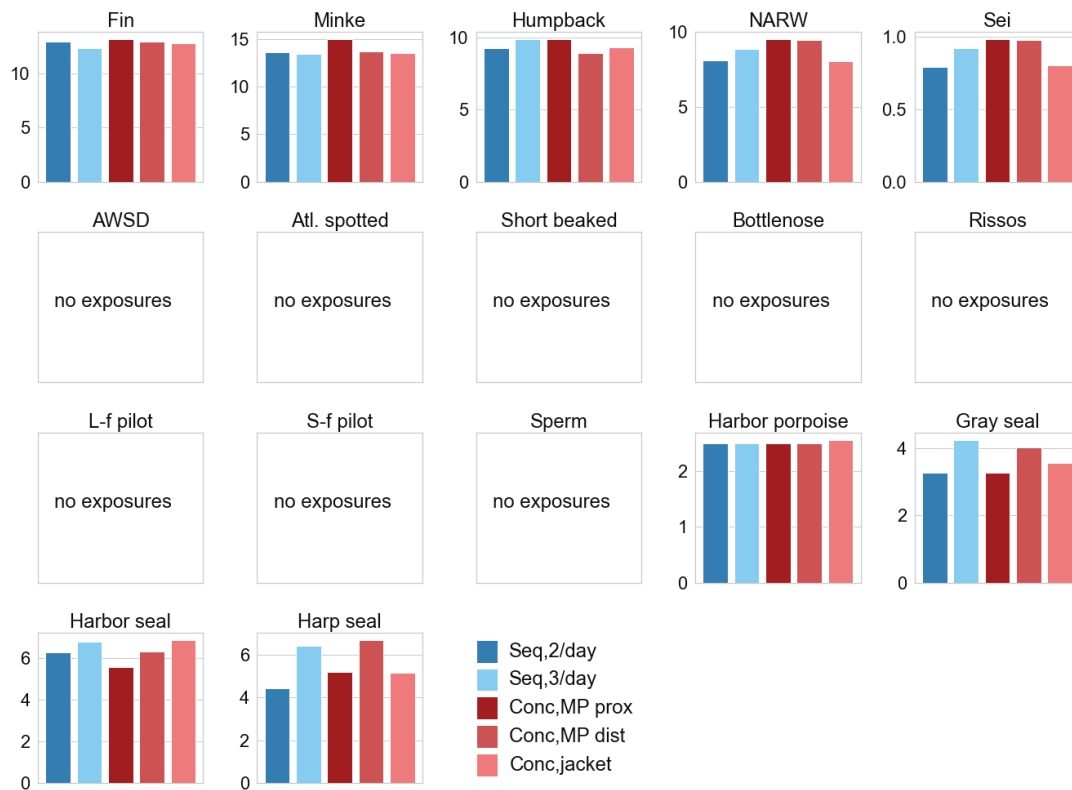 Fin
Minke
Humpback
NARW
Sei
10
5
0
15
10
5
0
10
5
0
10
5
0
1.0
0.5
0.0
AWSD
Atl. spotted
Short beaked
Bottlenose
Rissos
no exposures
no exposures
no exposures
no exposures
no exposures
L-f pilot
S-f pilot
Sperm
Harbor porpoise
Gray seal
no exposures
no exposures
no exposures
2
1
0
4
2
0
Harbor seal
Harp seal
6
4
2
0
6
4
2
0
Seq,2/day
Seq,3/day
Conc,MP prox
Conc,MP dist
Conc,jacket